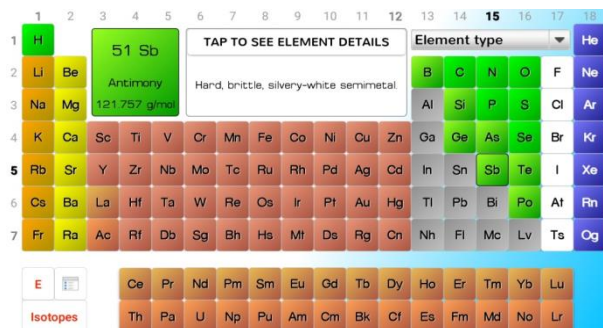 1 2 3 4 5 6 7 8 9 10 11 12 13 14 15 16 17 18
51 Sb
Antimony
121.757 g/mol
TAP TO SEE ELEMENT DETAILS
Hard, brittle, silvery-white semimetal.
Element type
1 H He
2 Li Be B C N O F Ne
3 Na Mg Al Si P S Cl Ar
4 K Ca Sc Ti V Cr Mn Fe Co Ni Cu Zn Ga Ge As Se Br Kr
5 Rb Sr Y Zr Nb Mo Tc Ru Rh Pd Ag Cd In Sn Sb Te I Xe
6 Cs Ba La Hf Ta W Re Os Ir Pt Au Hg Tl Pb Bi Po At Rn
7 Fr Ra Ac Rf Db Sg Bh Hs Mt Ds Rg Cn Nh Fl Mc Lv Ts Og
E Ce Pr Nd Pm Sm Eu Gd Tb Dy Ho Er Tm Yb Lu
Isotopes Th Pa U Np Pu Am Cm Bk Cf Es Fm Md No Lr